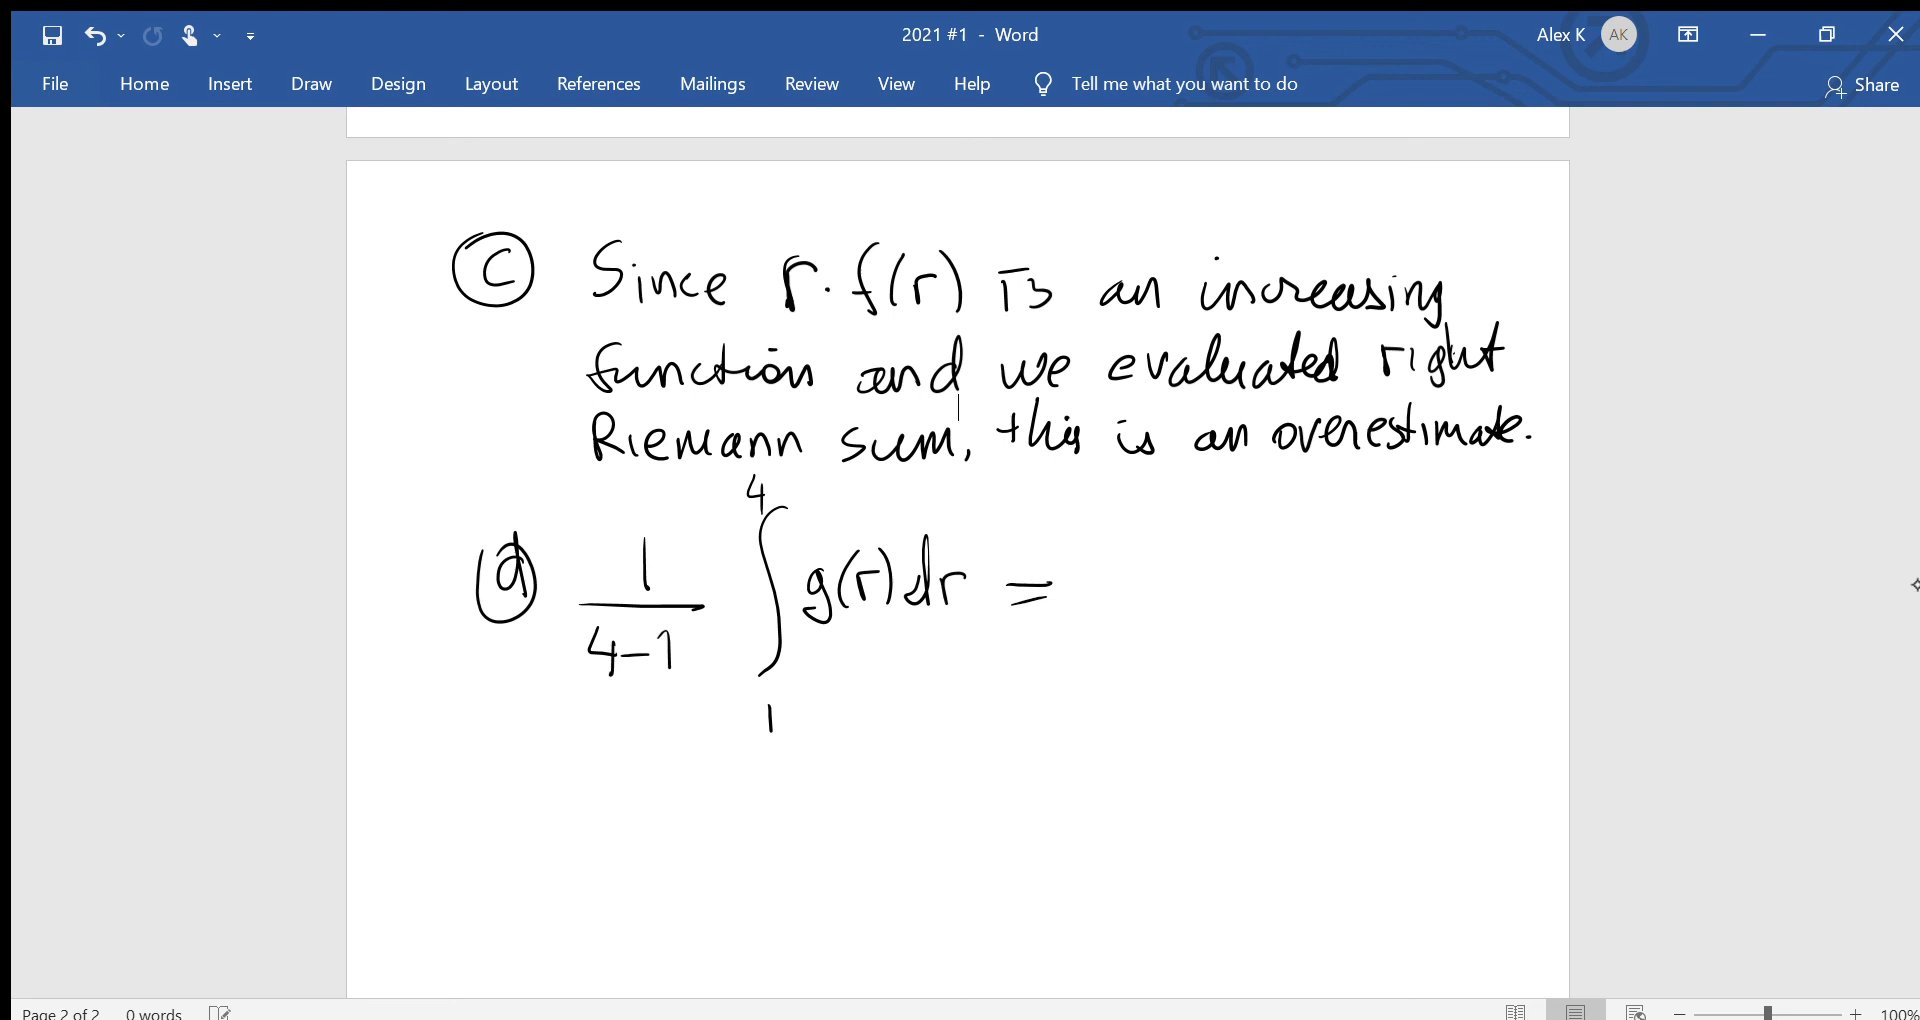 2021 #1 - Word
Alex K
AK
File Home Insert Draw Design Layout References Mailings Review View Help Tell me what you want to do
Share
c Since r·f(r) is an increasing
function and we evaluated right
Riemann sum, this is an overestimate.
d 1/(4-1) ∫₁⁴ g(r)dr =
Page 2 of 2 0 words
100%